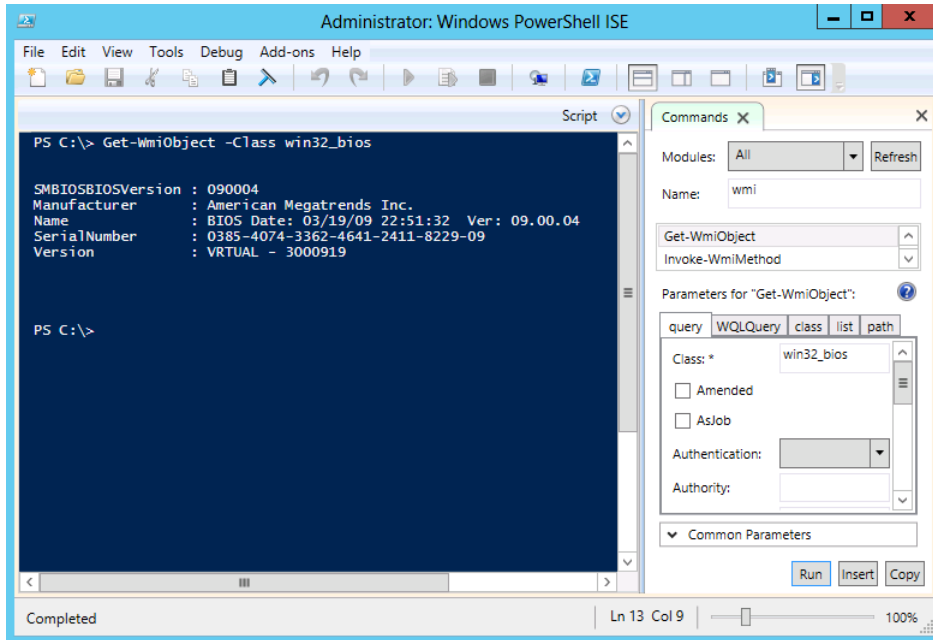 Administrator: Windows PowerShell ISE
File Edit View Tools Debug Add-ons Help
Script
PS C:\> Get-WmiObject -Class win32_bios
SMBIOSBIOSVersion : 090004
Manufacturer : American Megatrends Inc.
Name : BIOS Date: 03/19/09 22:51:32 Ver: 09.00.04
SerialNumber : 0385-4074-3362-4641-2411-8229-09
Version : VRTUAL - 3000919
PS C:\>
Commands X
Modules: All Refresh
Name: wmi
Get-WmiObject
Invoke-WmiMethod
Parameters for "Get-WmiObject":
query WQLQuery class list path
Class: * win32_bios
Amended
AsJob
Authentication:
Authority:
Common Parameters
Run Insert Copy
Completed
Ln 13 Col 9 100%